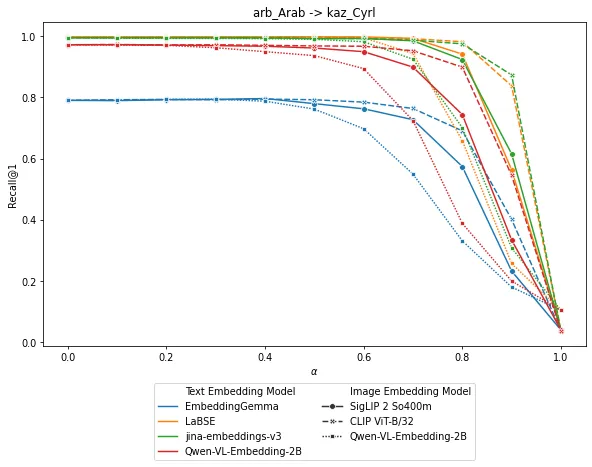 arb_Arab -> kaz_Cyrl
Recall@1
1.0
0.8
0.6
0.4
0.2
0.0
0.0 0.2 0.4 0.6 0.8 1.0
α
Text Embedding Model Image Embedding Model
EmbeddingGemma SigLIP 2 So400m
LaBSE CLIP ViT-B/32
jina-embeddings-v3 Qwen-VL-Embedding-2B
Qwen-VL-Embedding-2B